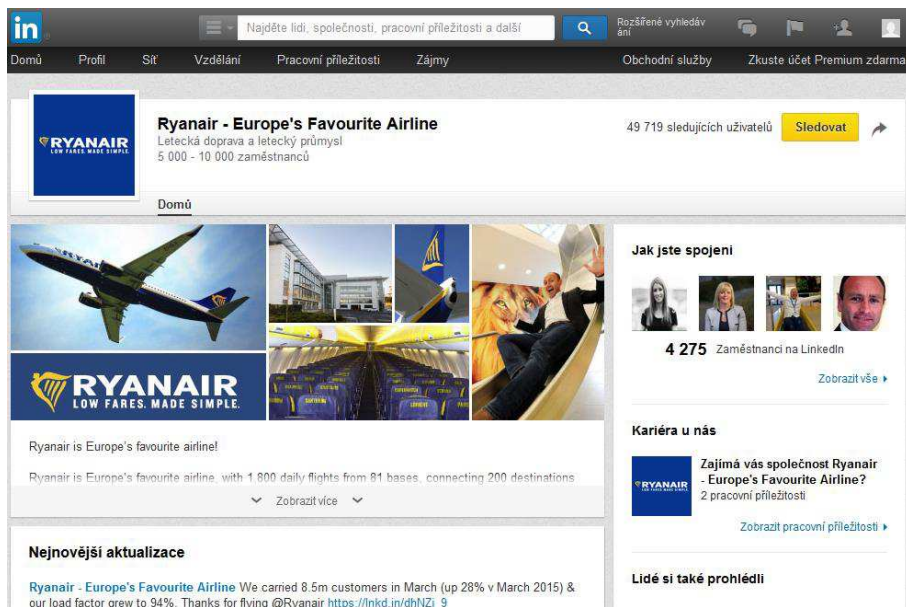 in
Najděte lidi, společnosti, pracovní příležitosti a další
Rozšířené vyhledáv
ání
Domů Profil Síť Vzdělání Pracovní příležitosti Zájmy Obchodní služby Zkuste účet Premium zdarma
RYANAIR
LOW FARES. MADE SIMPLE.
Ryanair - Europe's Favourite Airline
Letecká doprava a letecký průmysl
5 000 - 10 000 zaměstnanců
49 719 sledujících uživatelů Sledovat
Domů
RYANAIR
LOW FARES. MADE SIMPLE.
Ryanair is Europe's favourite airline!
Ryanair is Europe's favourite airline, with 1,800 daily flights from 81 bases, connecting 200 destinations
Zobrazit více
Nejnovější aktualizace
Ryanair - Europe's Favourite Airline We carried 8.5m customers in March (up 28% v March 2015) &
our load factor grew to 94%. Thanks for flying @Ryanair https://lnkd.in/dhNZj_9
Jak jste spojeni
4 275 Zaměstnanci na LinkedIn
Zobrazit vše
Kariéra u nás
RYANAIR
LOW FARES. MADE SIMPLE.
Zajímá vás společnost Ryanair
- Europe's Favourite Airline?
2 pracovní příležitosti
Zobrazit pracovní příležitosti
Lidé si také prohlédli